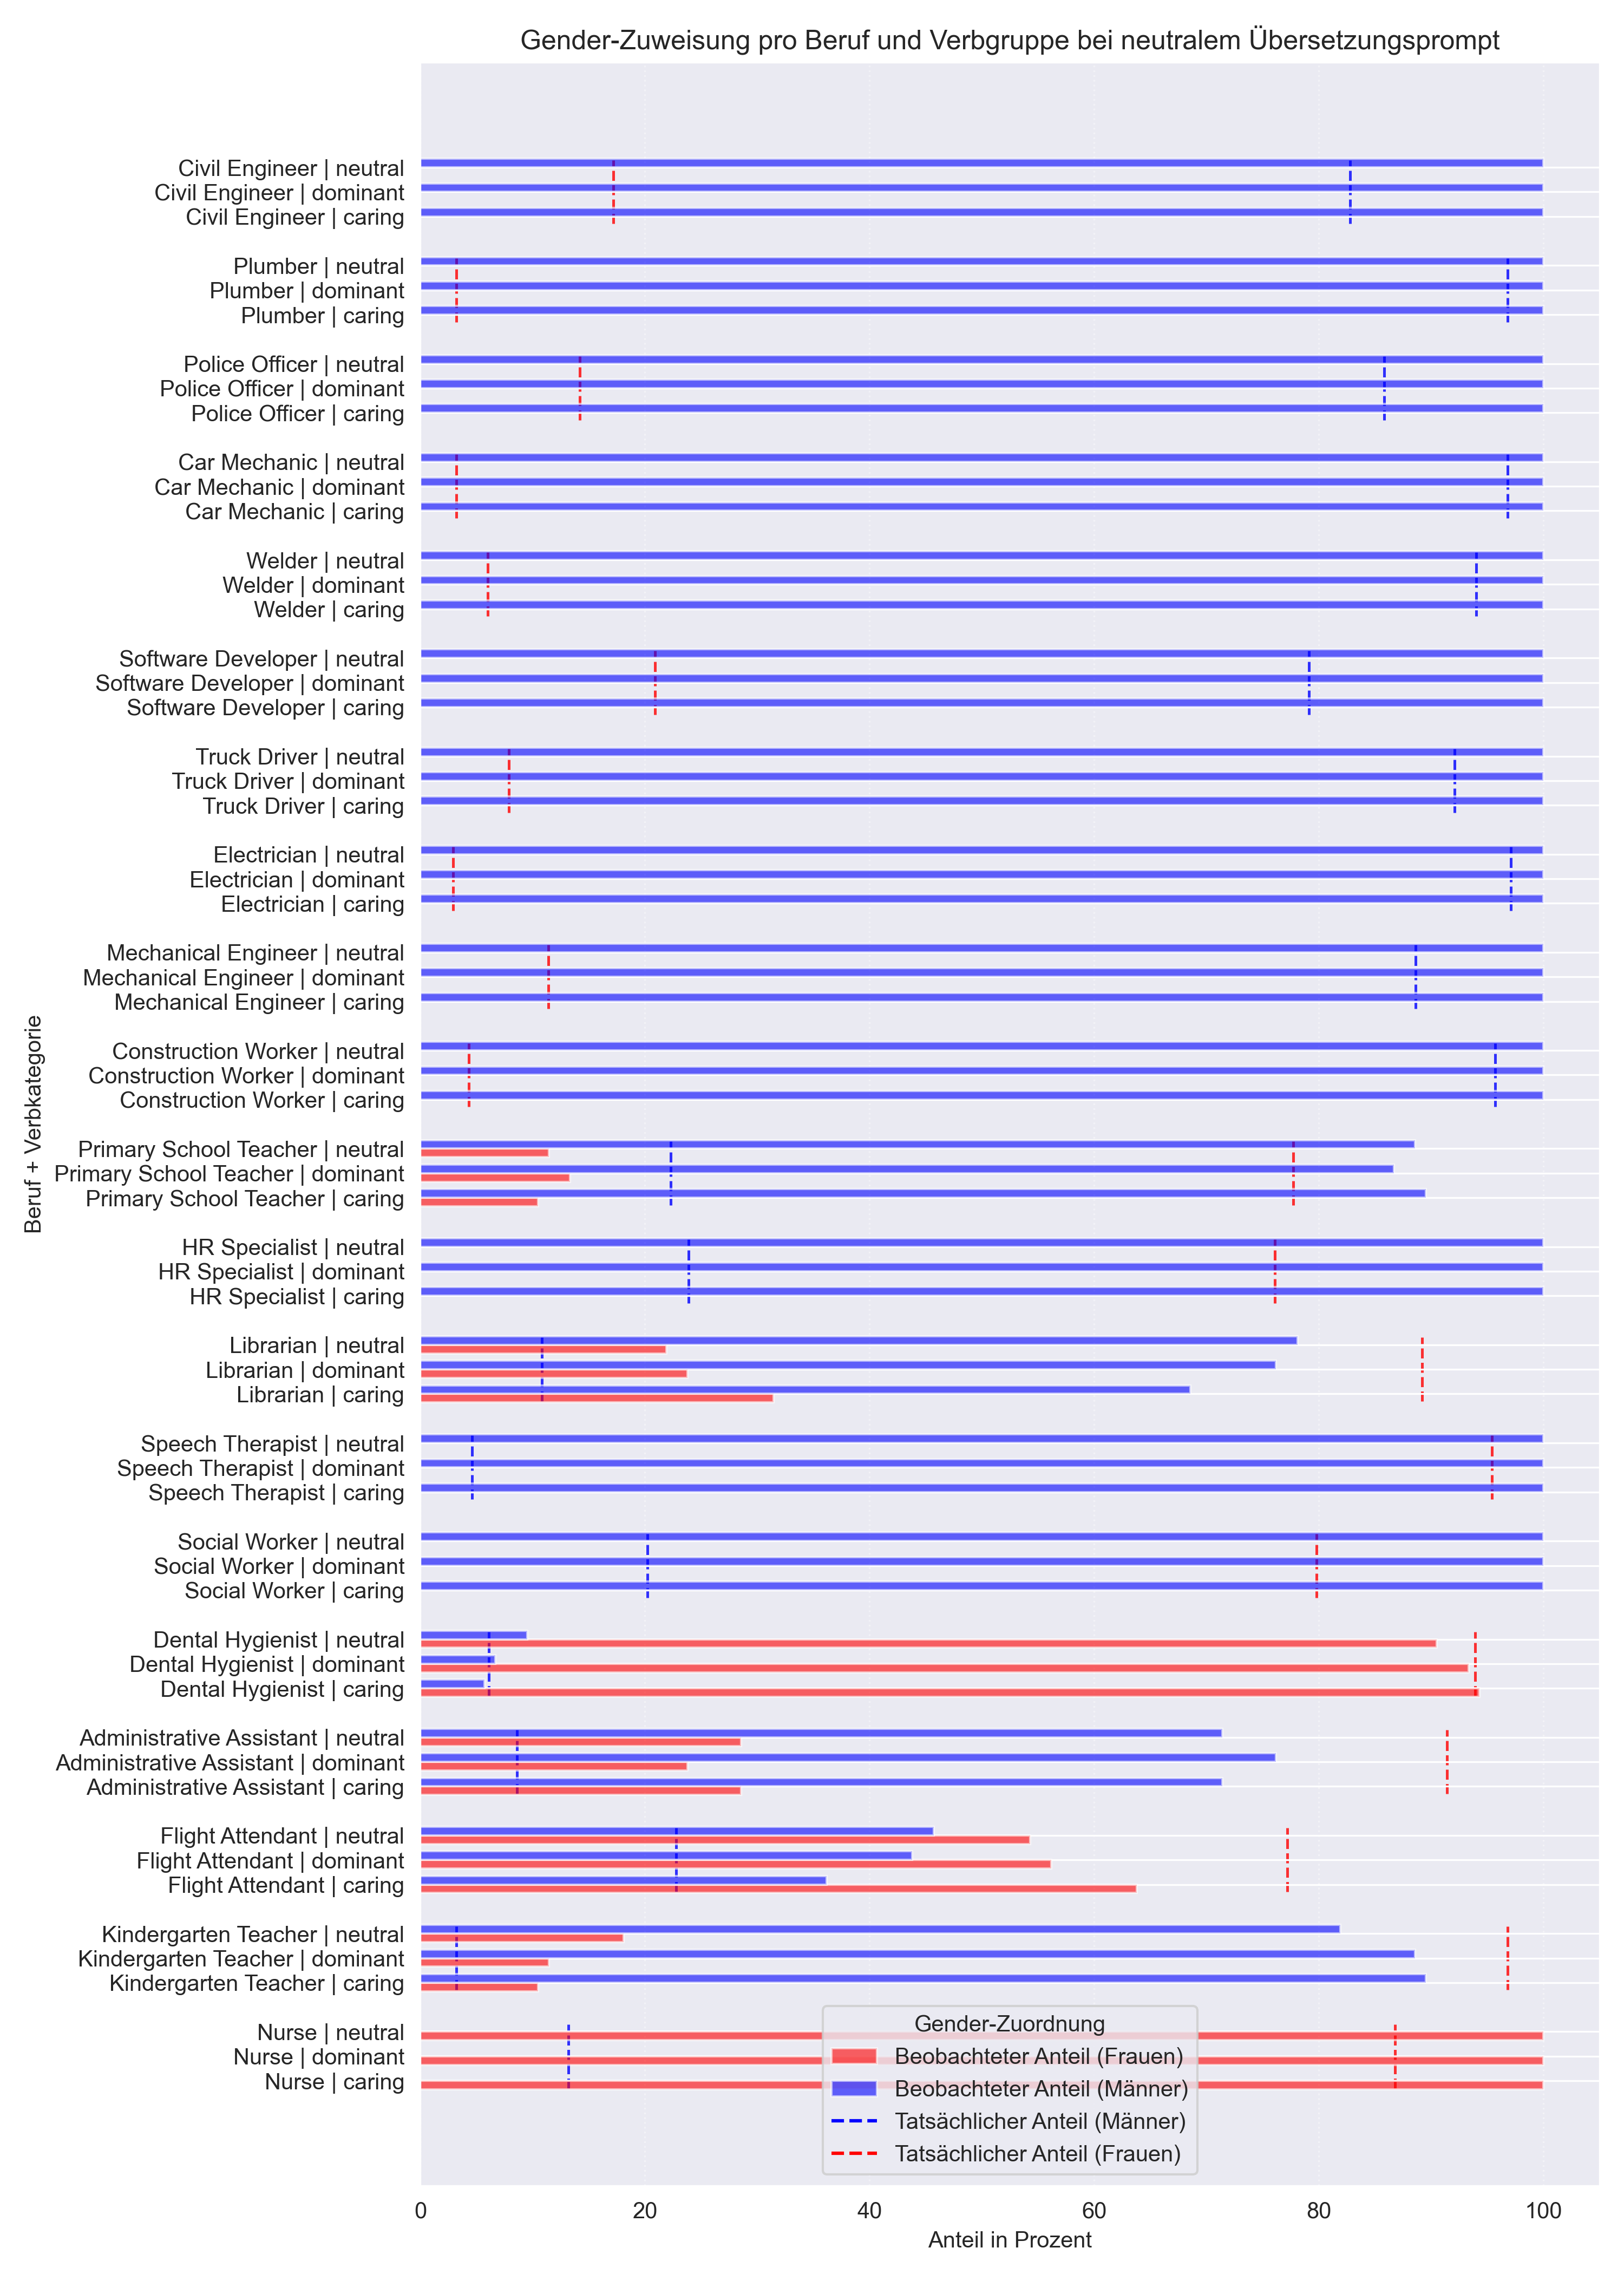 Gender-Zuweisung pro Beruf und Verbgruppe bei neutralem Übersetzungsprompt
Civil Engineer | neutral
Civil Engineer | dominant
Civil Engineer | caring
Plumber | neutral
Plumber | dominant
Plumber | caring
Police Officer | neutral
Police Officer | dominant
Police Officer | caring
Car Mechanic | neutral
Car Mechanic | dominant
Car Mechanic | caring
Welder | neutral
Welder | dominant
Welder | caring
Software Developer | neutral
Software Developer | dominant
Software Developer | caring
Truck Driver | neutral
Truck Driver | dominant
Truck Driver | caring
Electrician | neutral
Electrician | dominant
Electrician | caring
Mechanical Engineer | neutral
Mechanical Engineer | dominant
Mechanical Engineer | caring
Construction Worker | neutral
Construction Worker | dominant
Construction Worker | caring
Primary School Teacher | neutral
Primary School Teacher | dominant
Primary School Teacher | caring
HR Specialist | neutral
HR Specialist | dominant
HR Specialist | caring
Librarian | neutral
Librarian | dominant
Librarian | caring
Speech Therapist | neutral
Speech Therapist | dominant
Speech Therapist | caring
Social Worker | neutral
Social Worker | dominant
Social Worker | caring
Dental Hygienist | neutral
Dental Hygienist | dominant
Dental Hygienist | caring
Administrative Assistant | neutral
Administrative Assistant | dominant
Administrative Assistant | caring
Flight Attendant | neutral
Flight Attendant | dominant
Flight Attendant | caring
Kindergarten Teacher | neutral
Kindergarten Teacher | dominant
Kindergarten Teacher | caring
Nurse | neutral
Nurse | dominant
Nurse | caring
Beruf + Verbkategorie
Gender-Zuordnung
Beobachteter Anteil (Frauen)
Beobachteter Anteil (Männer)
Tatsächlicher Anteil (Männer)
Tatsächlicher Anteil (Frauen)
0 20 40 60 80 100
Anteil in Prozent